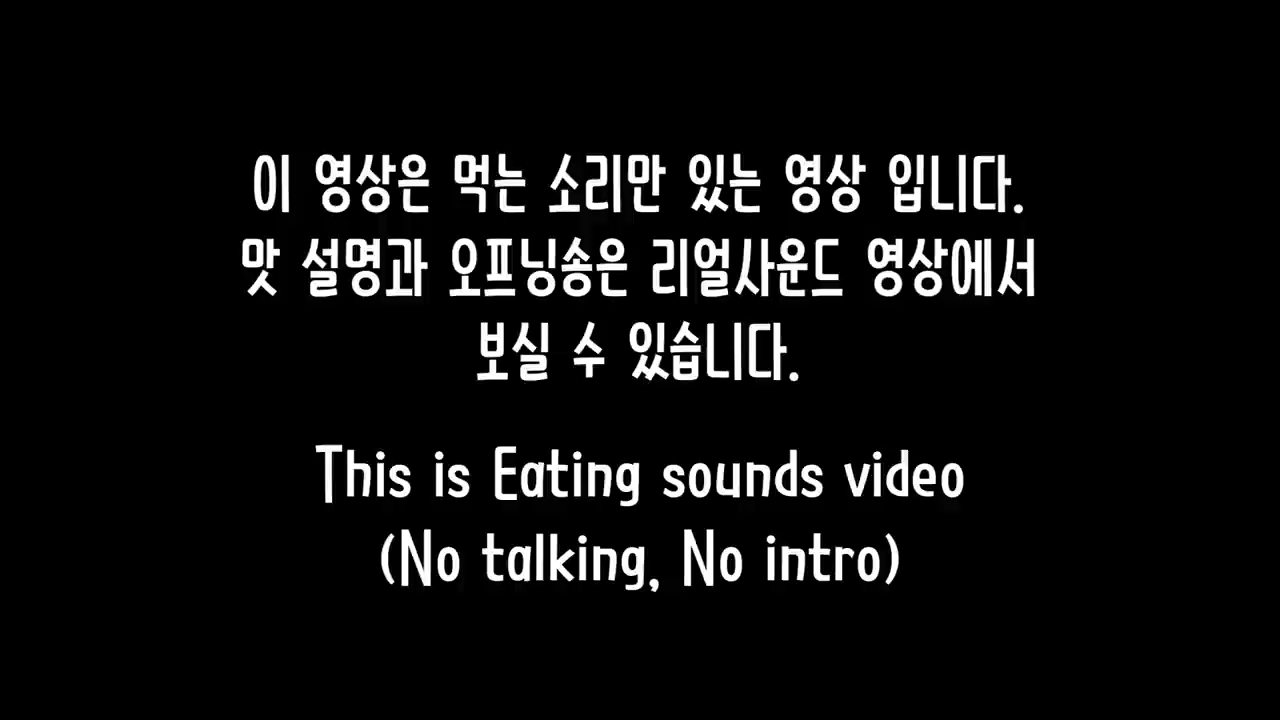 이 영상은 먹는 소리만 있는 영상 입니다.
맛 설명과 오프닝송은 리얼사운드 영상에서
보실 수 있습니다.
This is Eating sounds video
(No talking, No intro)